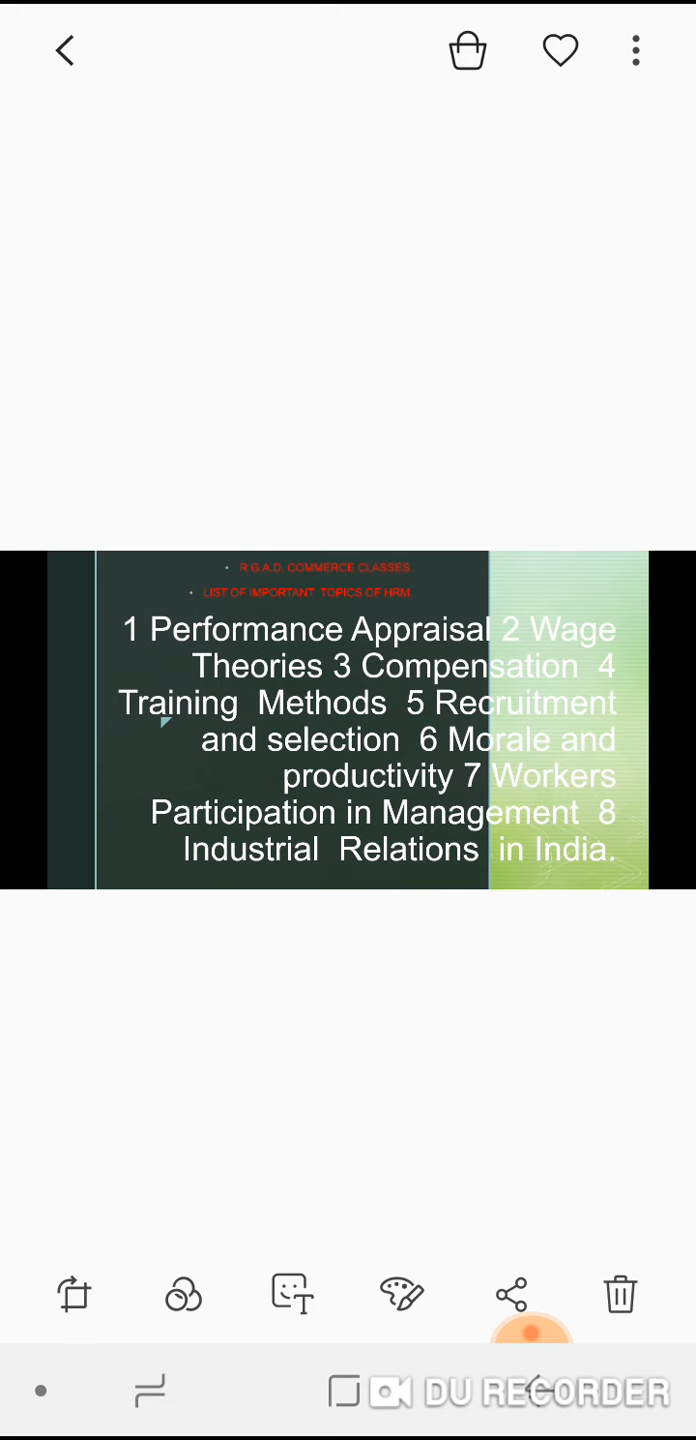 R.G.A.D. COMMERCE CLASSES
LIST OF IMPORTANT TOPICS OF HRM
1 Performance Appraisal 2 Wage
Theories 3 Compensation 4
Training Methods 5 Recruitment
and selection 6 Morale and
productivity 7 Workers
Participation in Management 8
Industrial Relations in India.
T
DU RECORDER